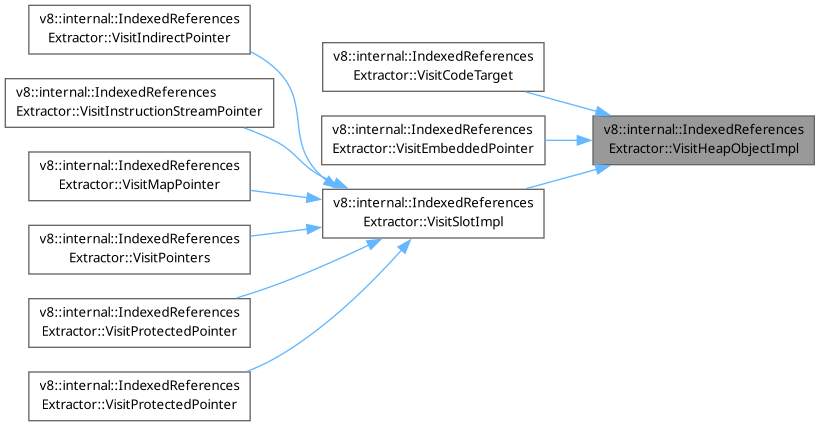 v8::internal::IndexedReferences
Extractor::VisitIndirectPointer
v8::internal::IndexedReferences
Extractor::VisitInstructionStreamPointer
v8::internal::IndexedReferences
Extractor::VisitMapPointer
v8::internal::IndexedReferences
Extractor::VisitPointers
v8::internal::IndexedReferences
Extractor::VisitProtectedPointer
v8::internal::IndexedReferences
Extractor::VisitProtectedPointer
v8::internal::IndexedReferences
Extractor::VisitCodeTarget
v8::internal::IndexedReferences
Extractor::VisitEmbeddedPointer
v8::internal::IndexedReferences
Extractor::VisitSlotImpl
v8::internal::IndexedReferences
Extractor::VisitHeapObjectImpl